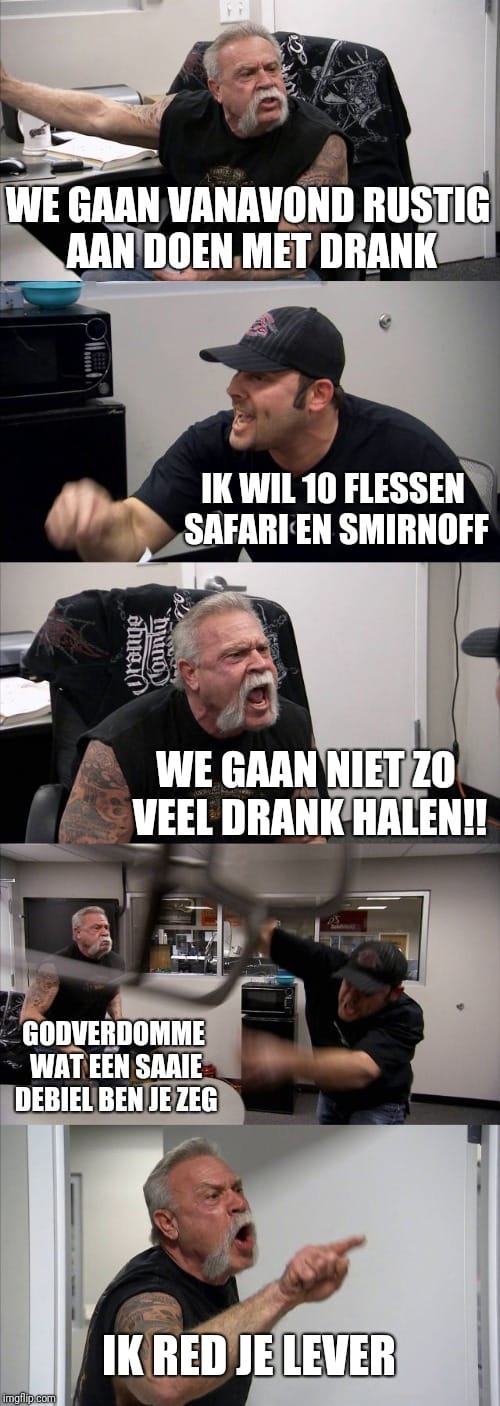 WE GAAN VANAVOND RUSTIG
AAN DOEN MET DRANK
IK WIL 10 FLESSEN
SAFARI EN SMIRNOFF
Orange
County
WE GAAN NIET ZO
VEEL DRANK HALEN!!
GODVERDOMME
WAT EEN SAAIE
DEBIEL BEN JE ZEG
IK RED JE LEVER
imgflip.com